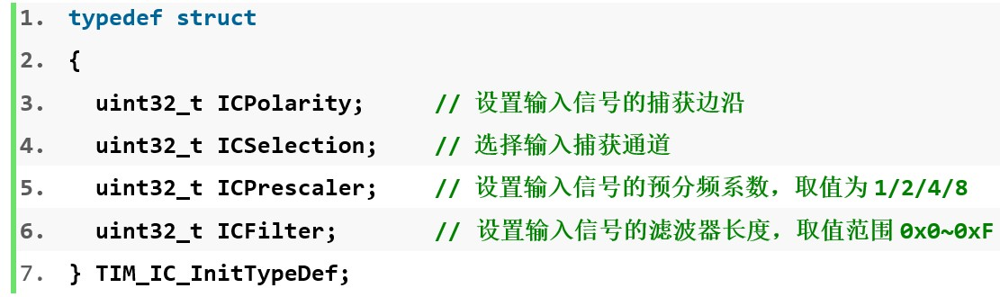 1. typedef struct
2. {
3. uint32_t ICPolarity; // 设置输入信号的捕获边沿
4. uint32_t ICSelection; // 选择输入捕获通道
5. uint32_t ICPrescaler; // 设置输入信号的预分频系数，取值为 1/2/4/8
6. uint32_t ICFilter; // 设置输入信号的滤波器长度，取值范围 0x0~0xF
7. } TIM_IC_InitTypeDef;